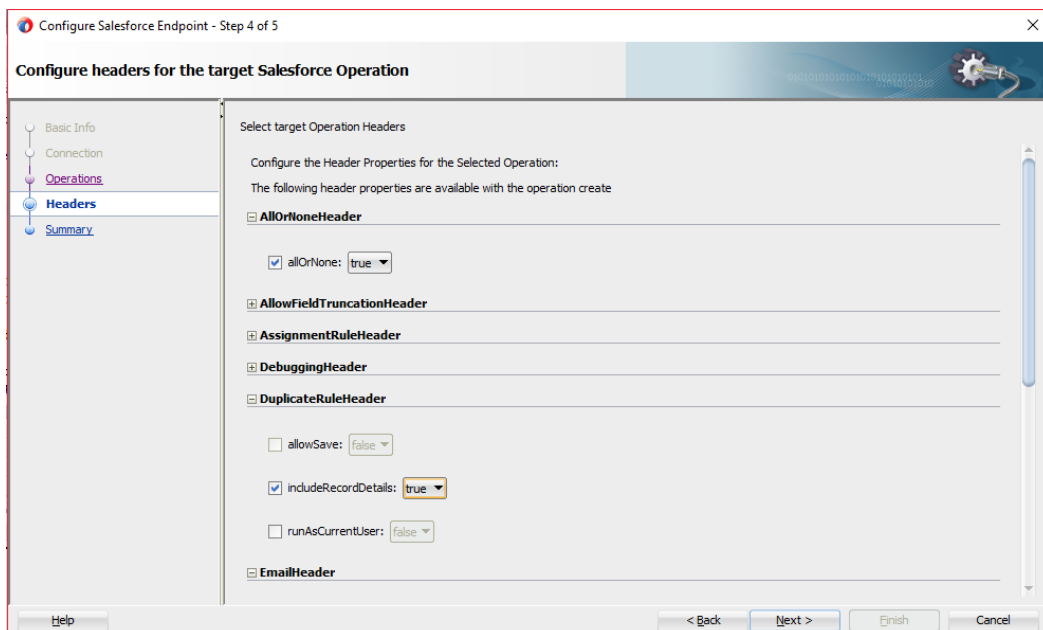 Configure Salesforce Endpoint - Step 4 of 5
Configure headers for the target Salesforce Operation
Basic Info
Connection
Operations
Headers
Summary
Select target Operation Headers
Configure the Header Properties for the Selected Operation:
The following header properties are available with the operation create
AllOrNoneHeader
allOrNone: true
AllowFieldTruncationHeader
AssignmentRuleHeader
DebuggingHeader
DuplicateRuleHeader
allowSave: false
includeRecordDetails: true
runAsCurrentUser: false
EmailHeader
Help < Back Next > Finish Cancel